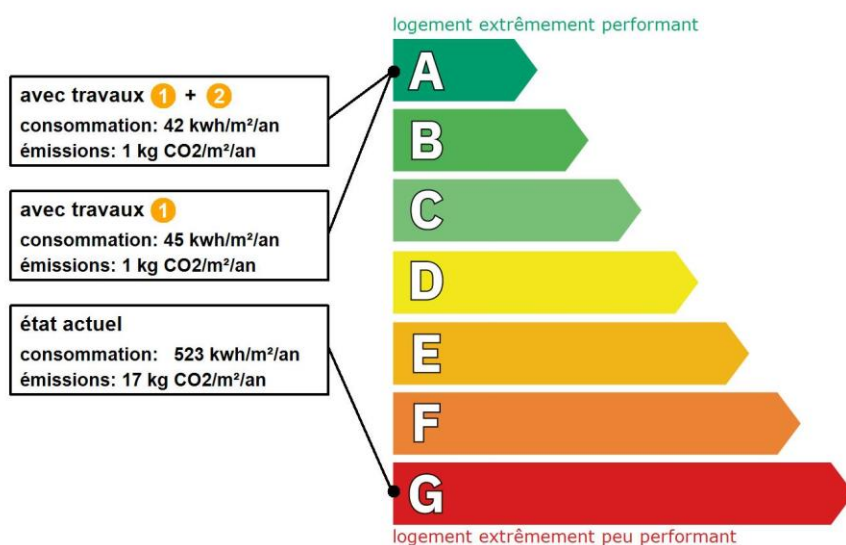 logement extrêmement performant
avec travaux 1 + 2
consommation: 42 kwh/m²/an
émissions: 1 kg CO2/m²/an
avec travaux 1
consommation: 45 kwh/m²/an
émissions: 1 kg CO2/m²/an
état actuel
consommation: 523 kwh/m²/an
émissions: 17 kg CO2/m²/an
A
B
C
D
E
F
G
logement extrêmement peu performant